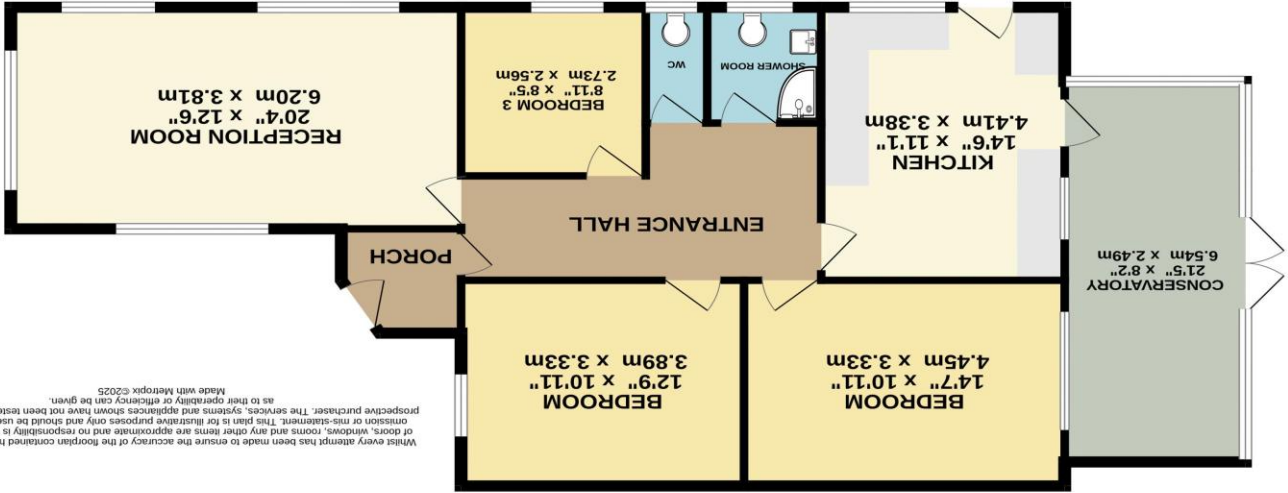 BEDROOM
14'7" x 10'11"
4.45m x 3.33m
BEDROOM
12'9" x 10'11"
3.89m x 3.33m
Whilst every attempt has been made to ensure the accuracy of the floorplan contained h
of doors, windows, rooms and any other items are approximate and no responsibility is
omission or mis-statement. This plan is for illustrative purposes only and should be use
prospective purchaser. The services, systems and appliances shown have not been teste
as to their operability or efficiency can be given.
Made with Metropix ©2025
CONSERVATORY
21'5" x 8'2"
6.54m x 2.49m
PORCH
ENTRANCE HALL
KITCHEN
14'6" x 11'1"
4.41m x 3.38m
RECEPTION ROOM
20'4" x 12'6"
6.20m x 3.81m
BEDROOM 3
8'11" x 8'5"
2.73m x 2.56m
SHOWER ROOM
WC